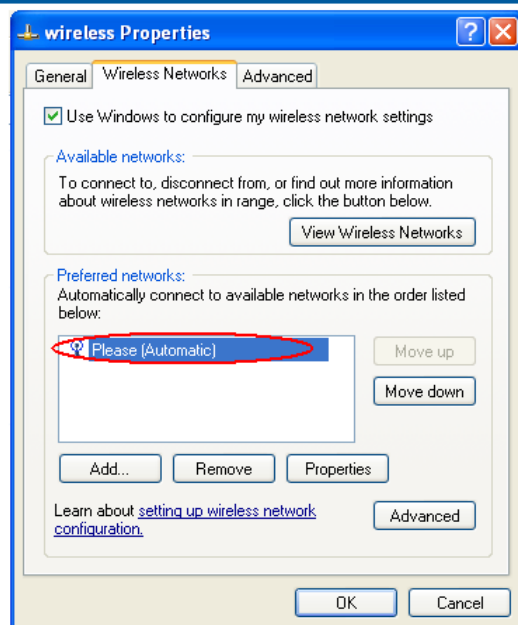 wireless Properties
General Wireless Networks Advanced
Use Windows to configure my wireless network settings
Available networks:
To connect to, disconnect from, or find out more information
about wireless networks in range, click the button below.
View Wireless Networks
Preferred networks:
Automatically connect to available networks in the order listed
below:
Please (Automatic)
Move up
Move down
Add... Remove Properties
Learn about setting up wireless network
configuration.
Advanced
OK Cancel